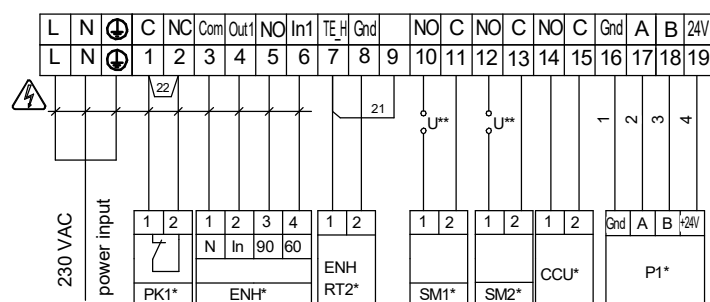 L N C NC Com Out1 NO In1 TE_H Gnd NO C NO C NO C Gnd A B 24V
L N 1 2 3 4 5 6 7 8 9 10 11 12 13 14 15 16 17 18 19
22
21
U** U**
1 2 3 4
230 VAC
power input
1 2 1 2 3 4 1 2 1 2 1 2 1 2 Gnd A B +24V
N In 90 60
ENH
RT2*
CCU*
P1*
PK1* ENH* SM1* SM2*